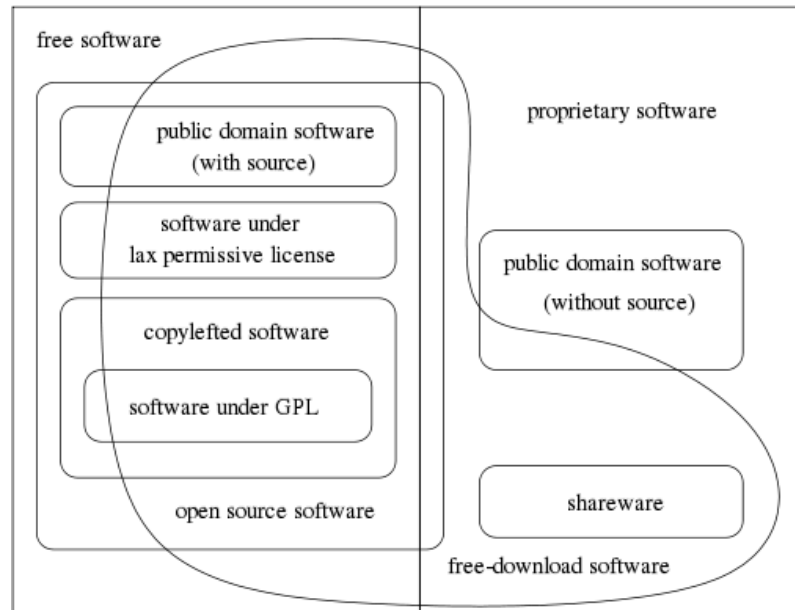 free software
public domain software
(with source)
software under
lax permissive license
copylefted software
software under GPL
open source software
proprietary software
public domain software
(without source)
shareware
free-download software